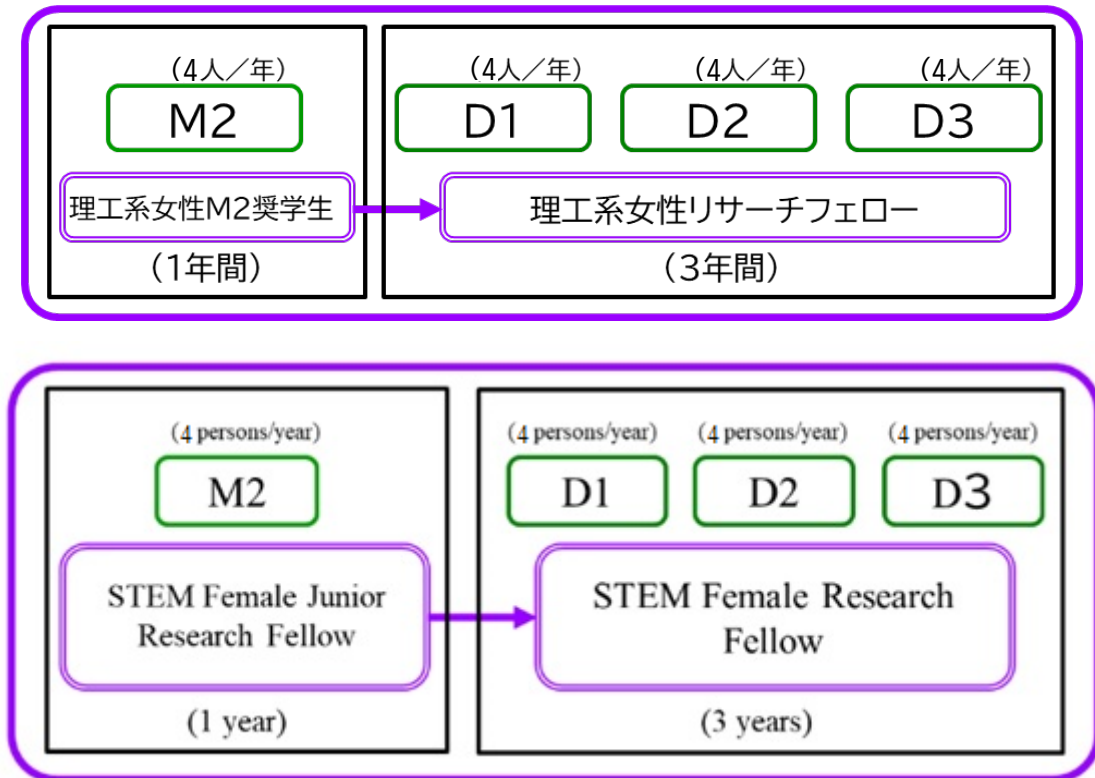 (4人／年)
M2
理工系女性M2奨学生
(1年間)
(4人／年) (4人／年) (4人／年)
D1 D2 D3
理工系女性リサーチフェロー
(3年間)
(4 persons/year)
M2
STEM Female Junior
Research Fellow
(1 year)
(4 persons/year) (4 persons/year) (4 persons/year)
D1 D2 D3
STEM Female Research
Fellow
(3 years)